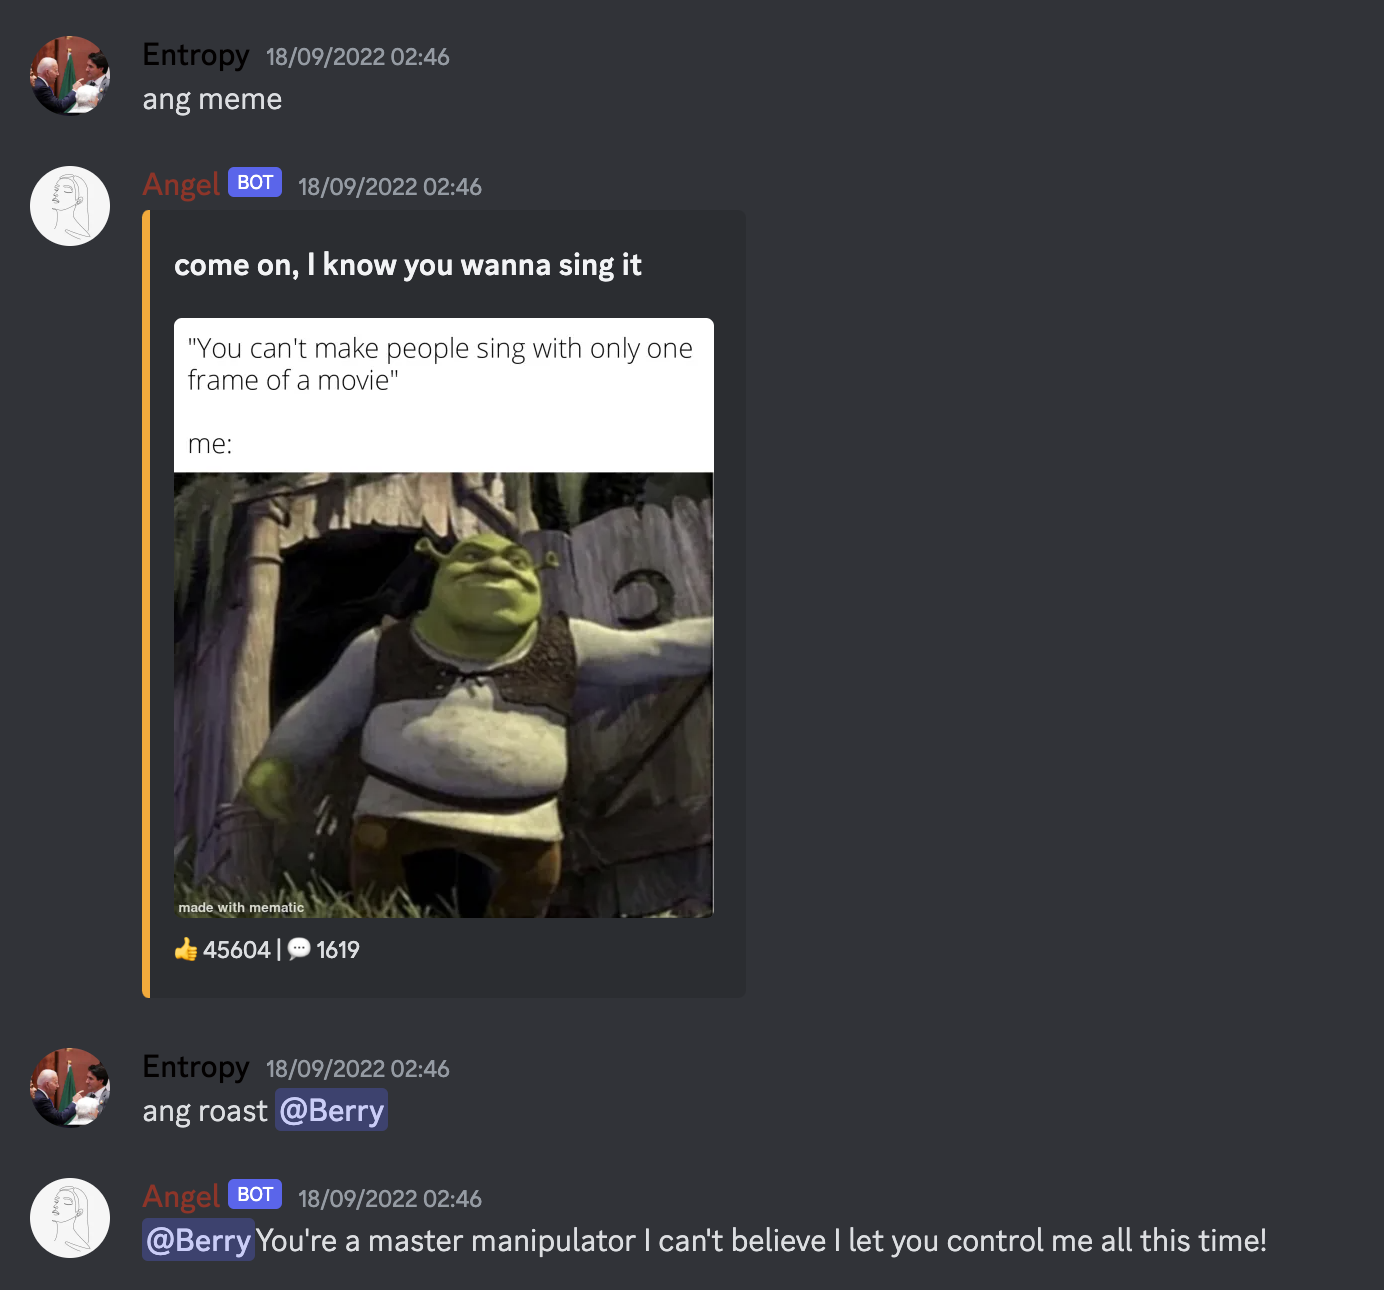 Entropy 18/09/2022 02:46
ang meme
Angel BOT 18/09/2022 02:46
come on, I know you wanna sing it
"You can't make people sing with only one
frame of a movie"
me:
made with mematic
👍 45604 | 💬 1619
Entropy 18/09/2022 02:46
ang roast @Berry
Angel BOT 18/09/2022 02:46
@Berry You're a master manipulator I can't believe I let you control me all this time!